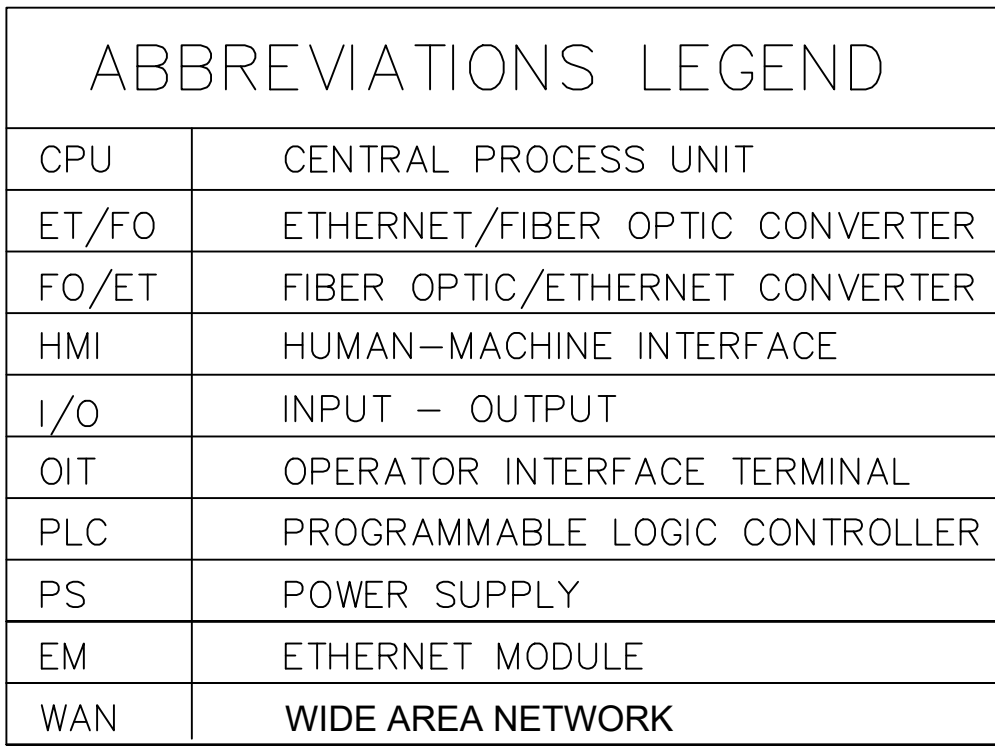 ABBREVIATIONS LEGEND
CPU CENTRAL PROCESS UNIT
ET/FO ETHERNET/FIBER OPTIC CONVERTER
FO/ET FIBER OPTIC/ETHERNET CONVERTER
HMI HUMAN–MACHINE INTERFACE
I/O INPUT – OUTPUT
OIT OPERATOR INTERFACE TERMINAL
PLC PROGRAMMABLE LOGIC CONTROLLER
PS POWER SUPPLY
EM ETHERNET MODULE
WAN WIDE AREA NETWORK